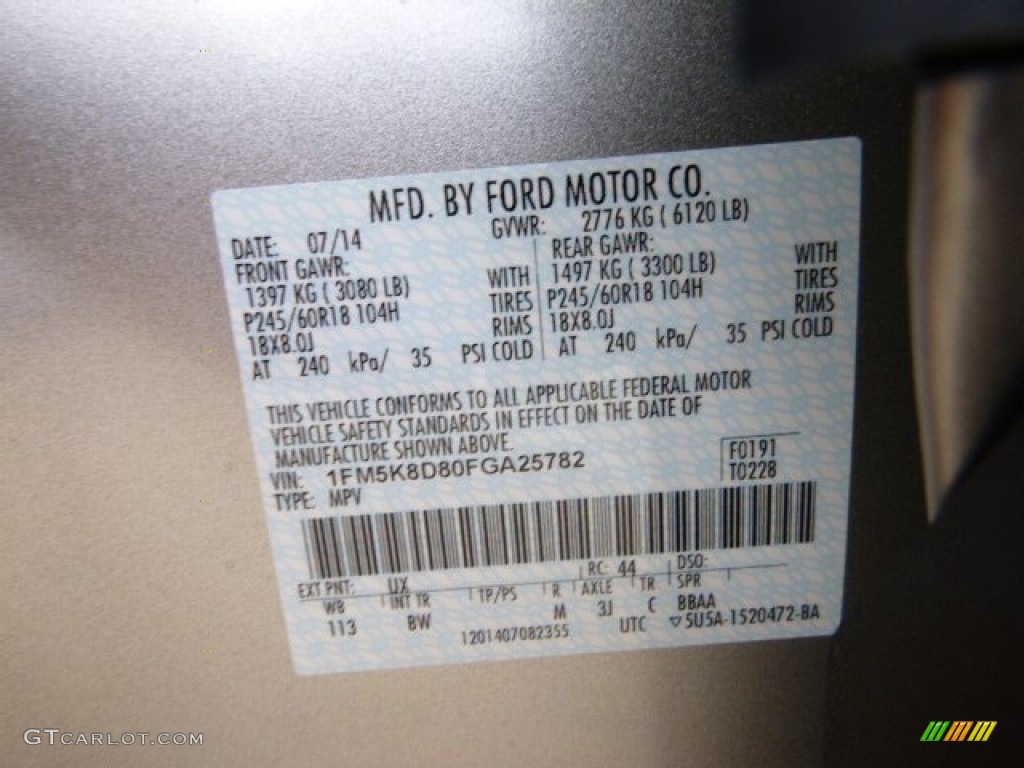 MFD. BY FORD MOTOR CO.
DATE: 07/14 GVWR: 2776 KG ( 6120 LB)
FRONT GAWR: REAR GAWR:
1397 KG ( 3080 LB) WITH 1497 KG ( 3300 LB) WITH
P245/60R18 104H TIRES P245/60R18 104H TIRES
18X8.0J RIMS 18X8.0J RIMS
AT 240 kPa/ 35 PSI COLD AT 240 kPa/ 35 PSI COLD
THIS VEHICLE CONFORMS TO ALL APPLICABLE FEDERAL MOTOR
VEHICLE SAFETY STANDARDS IN EFFECT ON THE DATE OF
MANUFACTURE SHOWN ABOVE.
VIN: 1FM5K8D80FGA25782 F0191
TYPE: MPV T0228
EXT PNT: UX RC: 44 DSO:
WB INT TR TP/PS R AXLE TR SPR
113 BW M 3J C BBAA
1201407082355 UTC ▽5U5A-1520472-BA
GTCARLOT.COM